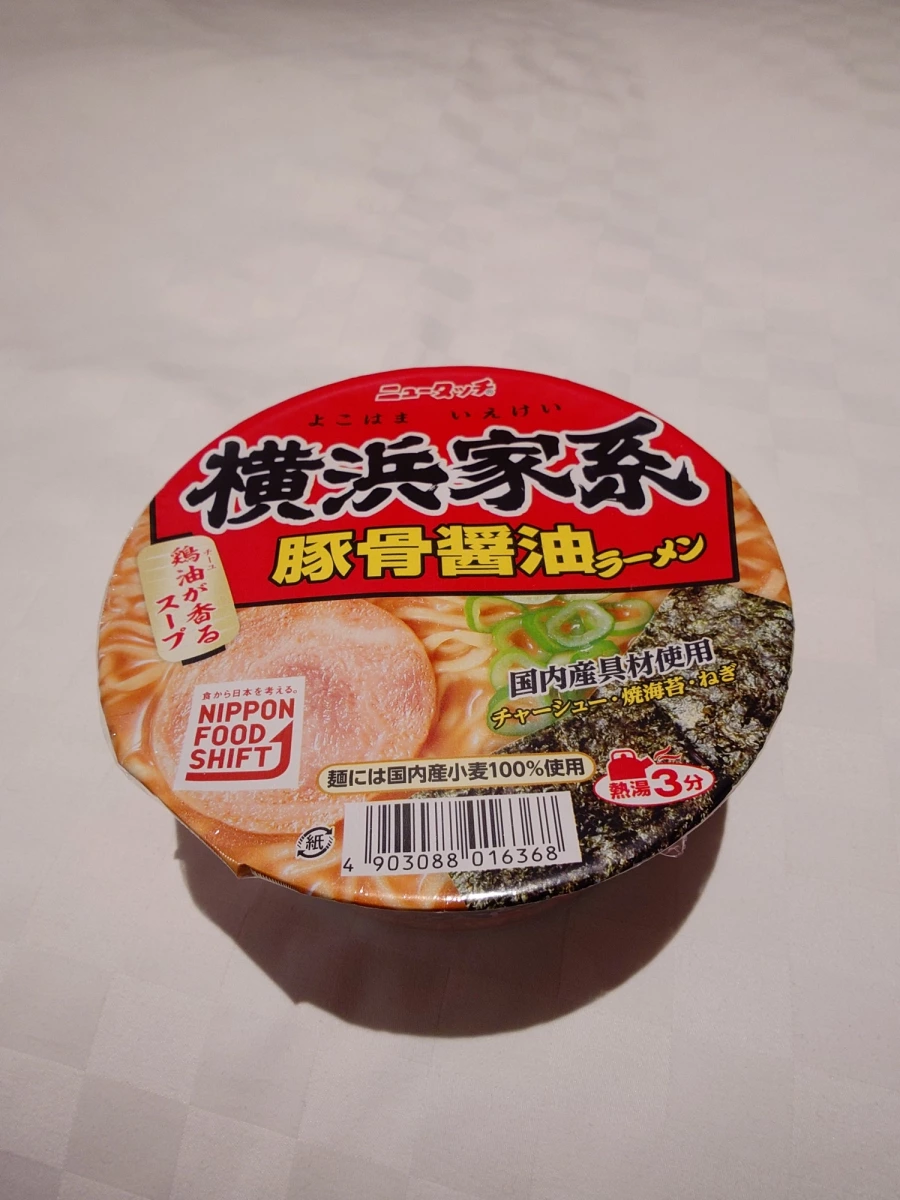 ニュータッチ
よこはま いえけい
横浜家系
豚骨醤油ラーメン
チーユ
鶏油が香る
スープ
国内産具材使用
チャーシュー・焼海苔・ねぎ
食から日本を考える。
NIPPON
FOOD
SHIFT
麺には国内産小麦100%使用
熱湯3分
紙
4 903088 016368